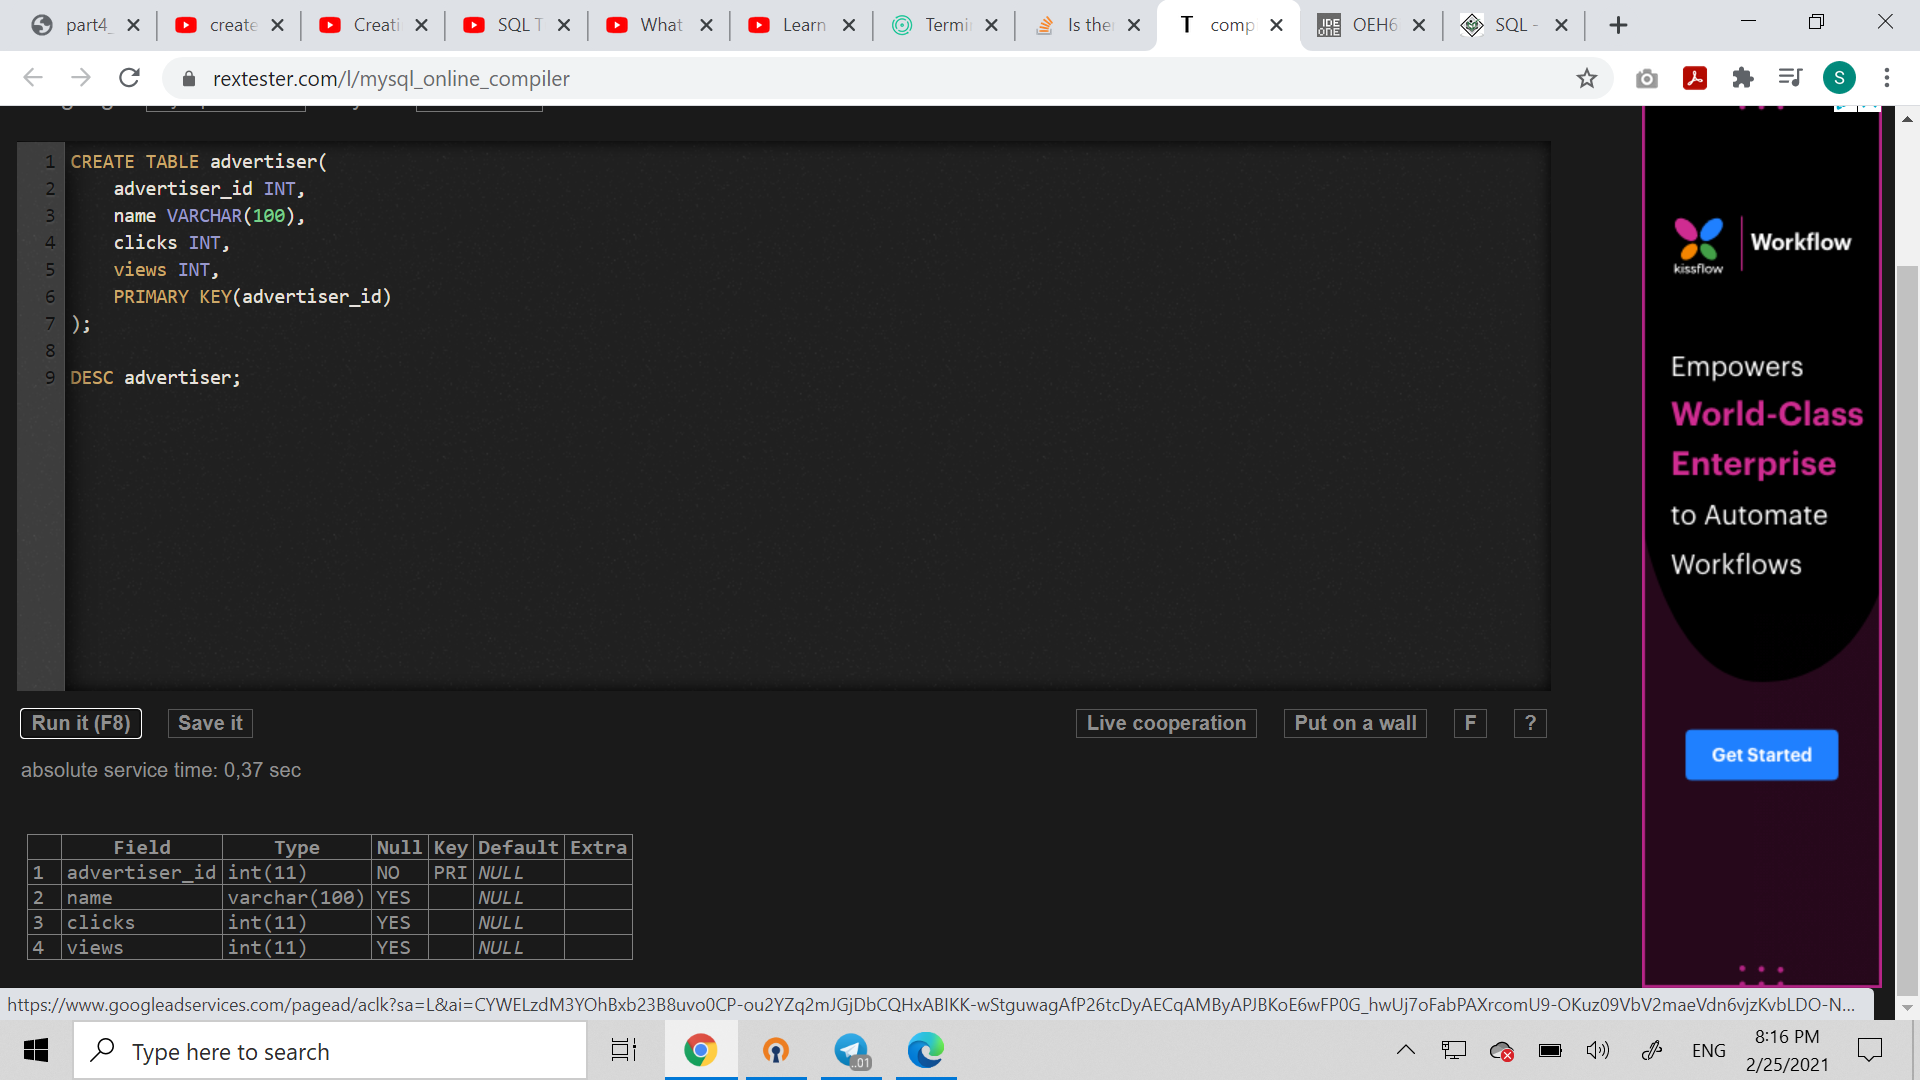 part4_
create
Creati
SQL T
What
Learn
Termi
Is the
T comp
IDE ONE OEH6
SQL -
rextester.com/l/mysql_online_compiler
S
1 CREATE TABLE advertiser(
2 advertiser_id INT,
3 name VARCHAR(100),
4 clicks INT,
5 views INT,
6 PRIMARY KEY(advertiser_id)
7 );
8
9 DESC advertiser;
Run it (F8) Save it Live cooperation Put on a wall F ?
absolute service time: 0,37 sec
Field Type Null Key Default Extra
1 advertiser_id int(11) NO PRI NULL
2 name varchar(100) YES NULL
3 clicks int(11) YES NULL
4 views int(11) YES NULL
kissflow
Workflow
Empowers
World-Class
Enterprise
to Automate
Workflows
Get Started
https://www.googleadservices.com/pagead/aclk?sa=L&ai=CYWELzdM3YOhBxb23B8uvo0CP-ou2YZq2mJGjDbCQHxABIKK-wStguwagAfP26tcDyAECqAMByAPJBKoE6wFP0G_hwUj7oFabPAXrcomU9-OKuz09VbV2maeVdn6vjzKvbLDO-N...
Type here to search
..01
ENG
8:16 PM
2/25/2021